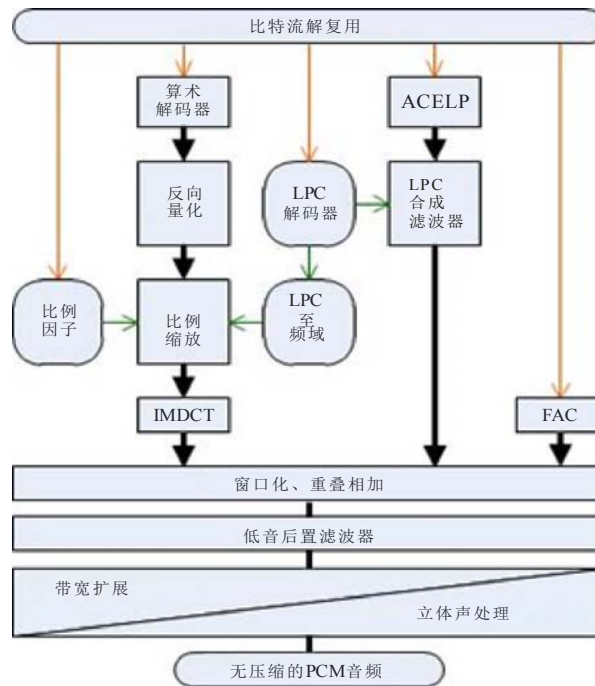 比特流解复用
算术
解码器
ACELP
反向
量化
LPC
解码器
LPC
合成
滤波器
比例
因子
比例
缩放
LPC
至
频域
IMDCT
FAC
窗口化、重叠相加
低音后置滤波器
带宽扩展
立体声处理
无压缩的PCM音频